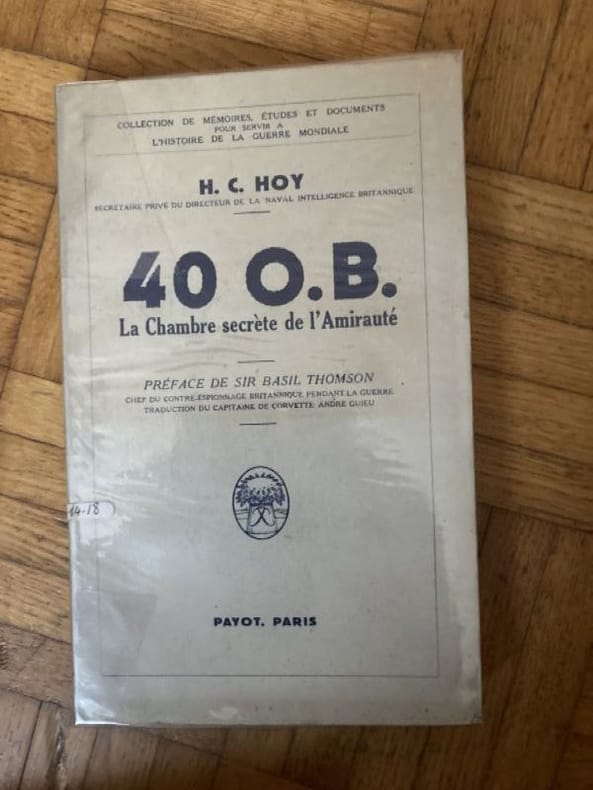 COLLECTION DE MÉMOIRES, ÉTUDES ET DOCUMENTS
POUR SERVIR A
L'HISTOIRE DE LA GUERRE MONDIALE
H. C. HOY
SECRÉTAIRE PRIVÉ DU DIRECTEUR DE LA NAVAL INTELLIGENCE BRITANNIQUE
40 O.B.
La Chambre secrète de l'Amirauté
PRÉFACE DE SIR BASIL THOMSON
CHEF DU CONTRE-ESPIONNAGE BRITANNIQUE PENDANT LA GUERRE
TRADUCTION DU CAPITAINE DE CORVETTE ANDRÉ GUIEU
14-18
PAYOT. PARIS